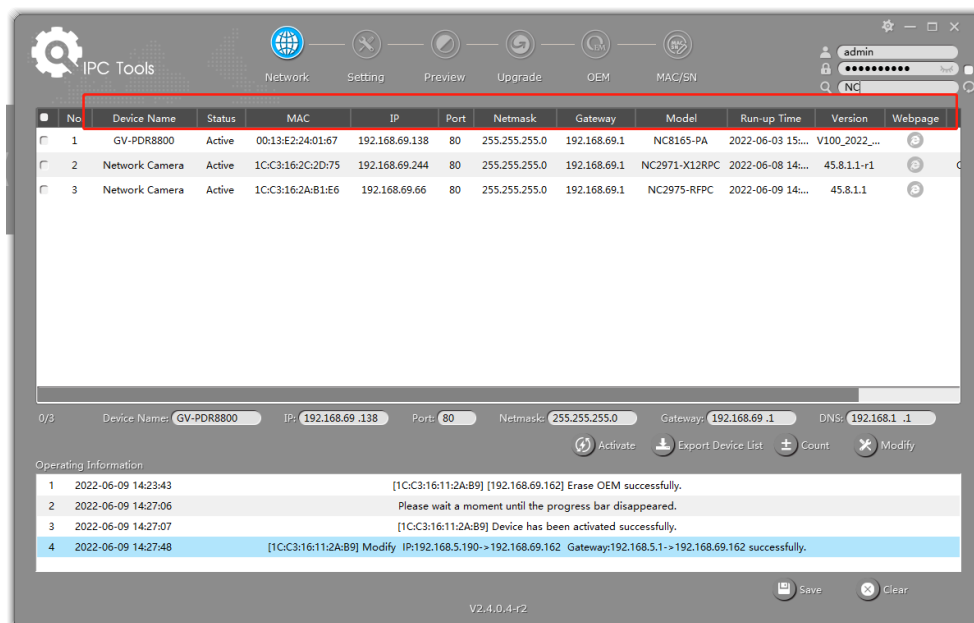 IPC Tools
Network Setting Preview Upgrade OEM MAC/SN
admin
●●●●●●●●●●
NC
No Device Name Status MAC IP Port Netmask Gateway Model Run-up Time Version Webpage
1 GV-PDR8800 Active 00:13:E2:24:01:67 192.168.69.138 80 255.255.255.0 192.168.69.1 NC8165-PA 2022-06-03 15:... V100_2022_...
2 Network Camera Active 1C:C3:16:2C:2D:75 192.168.69.244 80 255.255.255.0 192.168.69.1 NC2971-X12RPC 2022-06-08 14:... 45.8.1.1-r1
3 Network Camera Active 1C:C3:16:2A:B1:E6 192.168.69.66 80 255.255.255.0 192.168.69.1 NC2975-RFPC 2022-06-09 14:... 45.8.1.1
0/3 Device Name: GV-PDR8800 IP: 192.168.69 .138 Port: 80 Netmask: 255.255.255.0 Gateway: 192.168.69 .1 DNS: 192.168.1 .1
Activate Export Device List Count Modify
Operating Information
1 2022-06-09 14:23:43 [1C:C3:16:11:2A:B9] [192.168.69.162] Erase OEM successfully.
2 2022-06-09 14:27:06 Please wait a moment until the progress bar disappeared.
3 2022-06-09 14:27:07 [1C:C3:16:11:2A:B9] Device has been activated successfully.
4 2022-06-09 14:27:48 [1C:C3:16:11:2A:B9] Modify IP:192.168.5.190->192.168.69.162 Gateway:192.168.5.1->192.168.69.162 successfully.
Save Clear
V2.4.0.4-r2